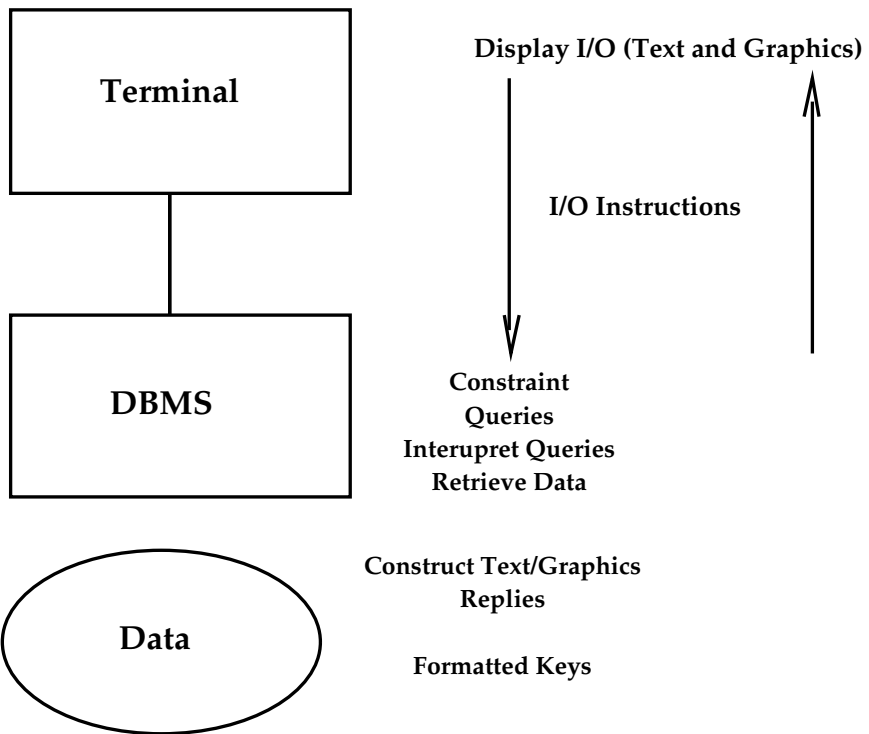 Terminal
Display I/O (Text and Graphics)
I/O Instructions
DBMS
Constraint
Queries
Interupret Queries
Retrieve Data
Construct Text/Graphics
Replies
Data
Formatted Keys